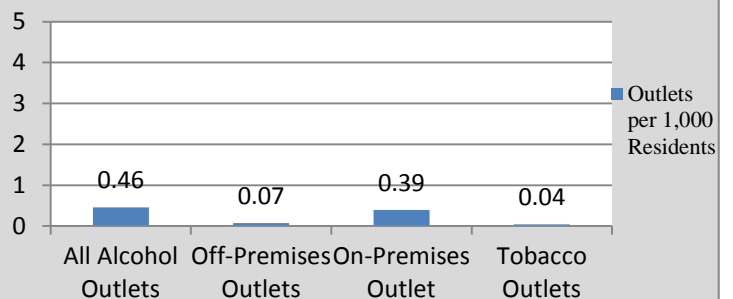 5
4
3
2
1
0
0.46
0.07
0.39
0.04
All Alcohol
Outlets
Off-Premises
Outlets
On-Premises
Outlet
Tobacco
Outlets
Outlets
per 1,000
Residents